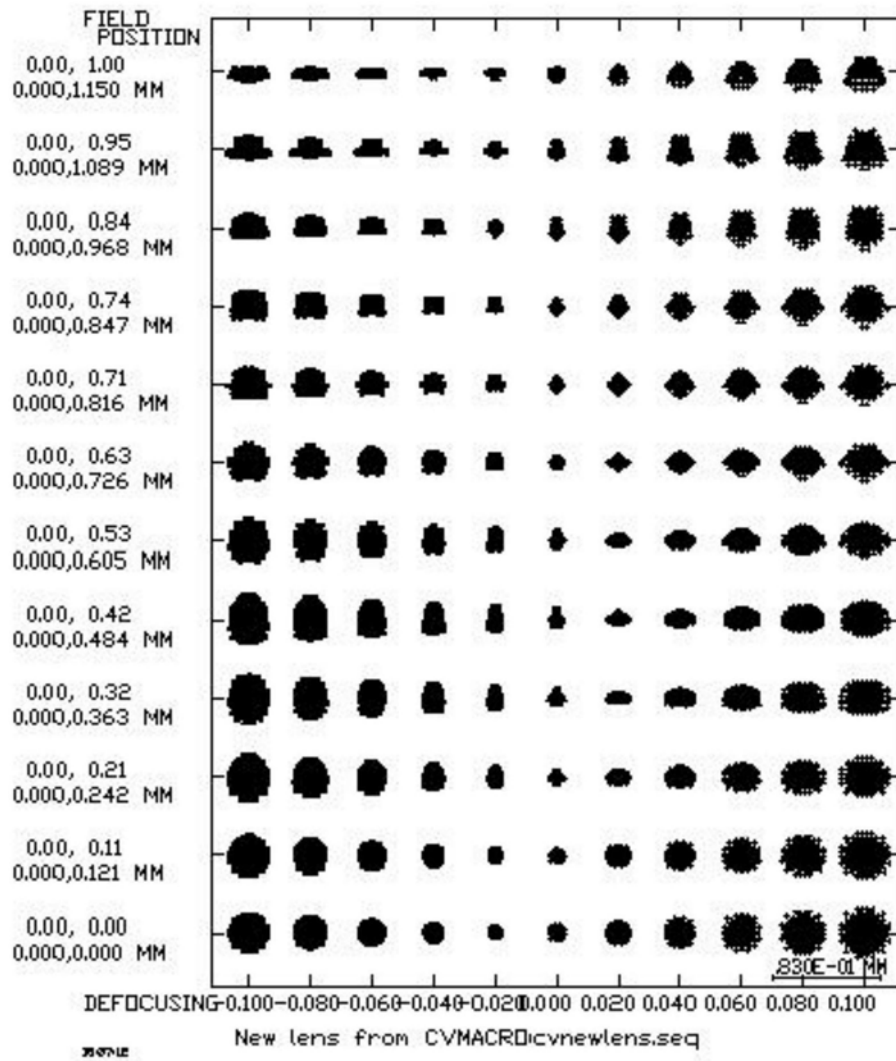 FIELD
POSITION
0.00, 1.00
0.000,1.150 MM
0.00, 0.95
0.000,1.089 MM
0.00, 0.84
0.000,0.968 MM
0.00, 0.74
0.000,0.847 MM
0.00, 0.71
0.000,0.816 MM
0.00, 0.63
0.000,0.726 MM
0.00, 0.53
0.000,0.605 MM
0.00, 0.42
0.000,0.484 MM
0.00, 0.32
0.000,0.363 MM
0.00, 0.21
0.000,0.242 MM
0.00, 0.11
0.000,0.121 MM
0.00, 0.00
0.000,0.000 MM
.830E-01 MM
DEFOCUSING-0.100-0.080-0.060-0.040-0.020 0.000 0.020 0.040 0.060 0.080 0.100
New lens from CVMACRO:cvnewlens.seq